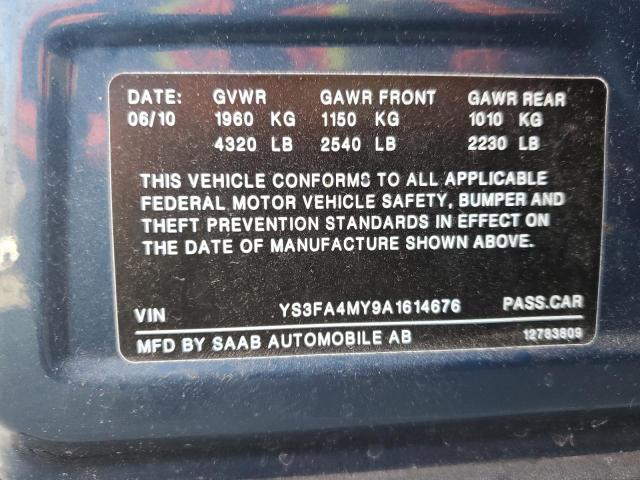 DATE: GVWR GAWR FRONT GAWR REAR
06/10 1960 KG 1150 KG 1010 KG
4320 LB 2540 LB 2230 LB
THIS VEHICLE CONFORMS TO ALL APPLICABLE
FEDERAL MOTOR VEHICLE SAFETY, BUMPER AND
THEFT PREVENTION STANDARDS IN EFFECT ON
THE DATE OF MANUFACTURE SHOWN ABOVE.
VIN YS3FA4MY9A1614676 PASS.CAR
MFD BY SAAB AUTOMOBILE AB 12783809